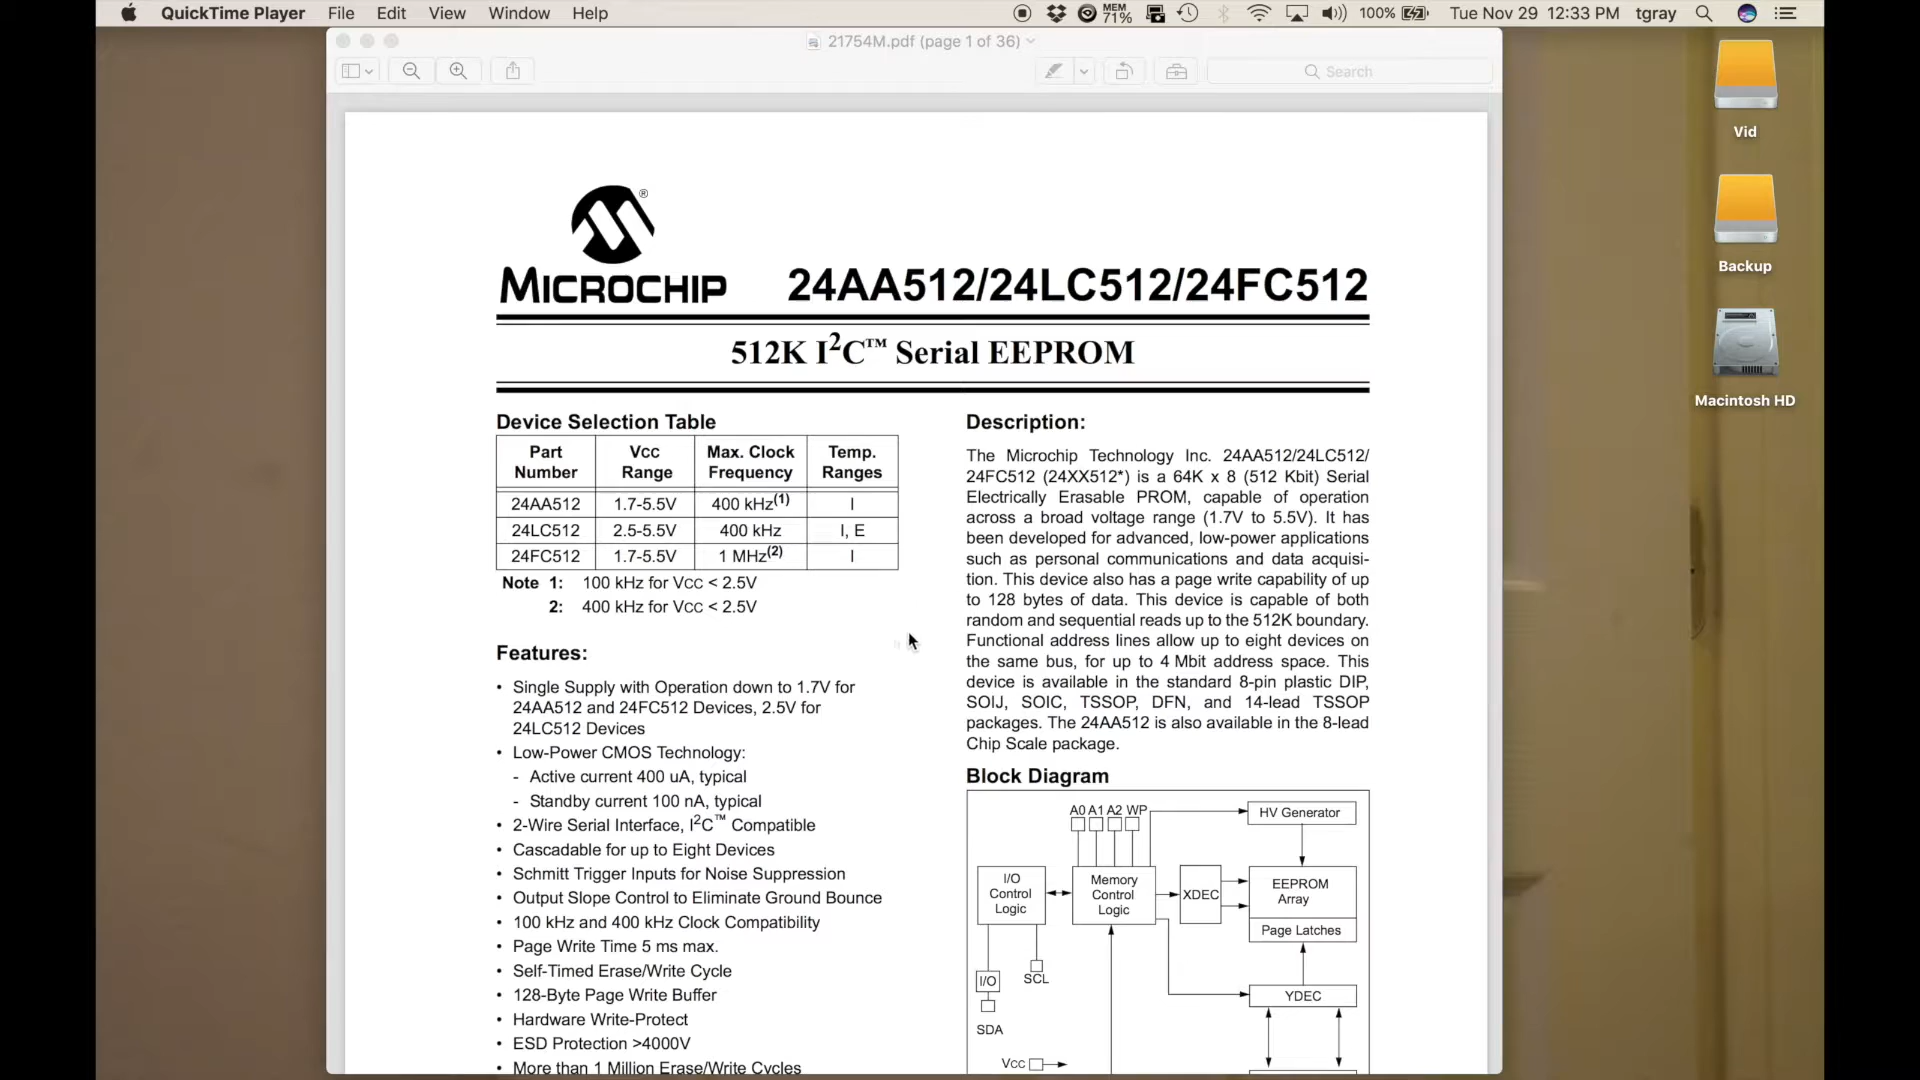 QuickTime Player File Edit View Window Help MEM 71% 100% Tue Nov 29 12:33 PM tgray
21754M.pdf (page 1 of 36)
Search
Vid
Backup
Macintosh HD
®
MICROCHIP
24AA512/24LC512/24FC512
512K I²C™ Serial EEPROM
Device Selection Table
Part Number VCC Range Max. Clock Frequency Temp. Ranges
24AA512 1.7-5.5V 400 kHz(1) I
24LC512 2.5-5.5V 400 kHz I, E
24FC512 1.7-5.5V 1 MHz(2) I
Note 1: 100 kHz for VCC < 2.5V
2: 400 kHz for VCC < 2.5V
Features:
• Single Supply with Operation down to 1.7V for
24AA512 and 24FC512 Devices, 2.5V for
24LC512 Devices
• Low-Power CMOS Technology:
- Active current 400 uA, typical
- Standby current 100 nA, typical
• 2-Wire Serial Interface, I²C™ Compatible
• Cascadable for up to Eight Devices
• Schmitt Trigger Inputs for Noise Suppression
• Output Slope Control to Eliminate Ground Bounce
• 100 kHz and 400 kHz Clock Compatibility
• Page Write Time 5 ms max.
• Self-Timed Erase/Write Cycle
• 128-Byte Page Write Buffer
• Hardware Write-Protect
• ESD Protection >4000V
• More than 1 Million Erase/Write Cycles
Description:
The Microchip Technology Inc. 24AA512/24LC512/
24FC512 (24XX512*) is a 64K x 8 (512 Kbit) Serial
Electrically Erasable PROM, capable of operation
across a broad voltage range (1.7V to 5.5V). It has
been developed for advanced, low-power applications
such as personal communications and data acquisi-
tion. This device also has a page write capability of up
to 128 bytes of data. This device is capable of both
random and sequential reads up to the 512K boundary.
Functional address lines allow up to eight devices on
the same bus, for up to 4 Mbit address space. This
device is available in the standard 8-pin plastic DIP,
SOIJ, SOIC, TSSOP, DFN, and 14-lead TSSOP
packages. The 24AA512 is also available in the 8-lead
Chip Scale package.
Block Diagram
A0 A1 A2 WP
HV Generator
I/O
Control
Logic
Memory
Control
Logic
XDEC
EEPROM
Array
Page Latches
I/O
SCL
YDEC
SDA
VCC